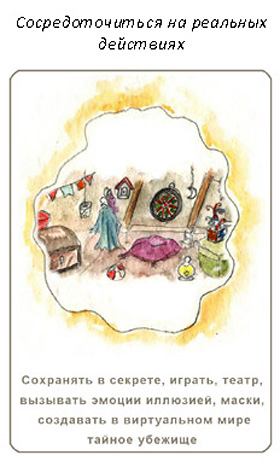 Сосредоточиться на реальных
действиях
Сохранять в секрете, играть, театр,
вызывать эмоции иллюзией, маски,
создавать в виртуальном мире
тайное убежище